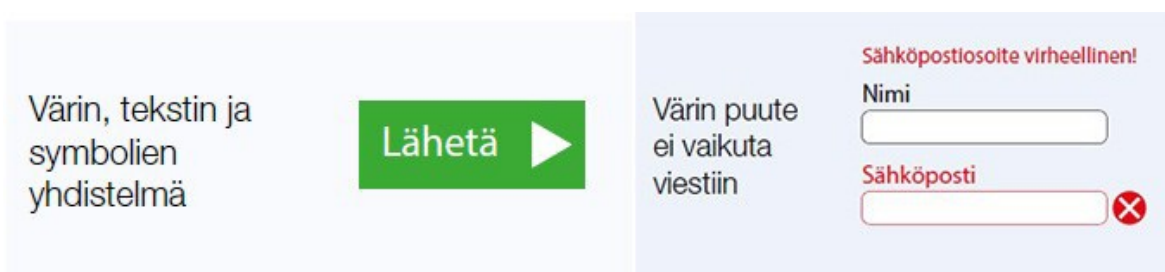 Värin, tekstin ja
symbolien
yhdistelmä
Lähetä
Värin puute
ei vaikuta
viestiin
Sähköpostiosoite virheellinen!
Nimi
Sähköposti